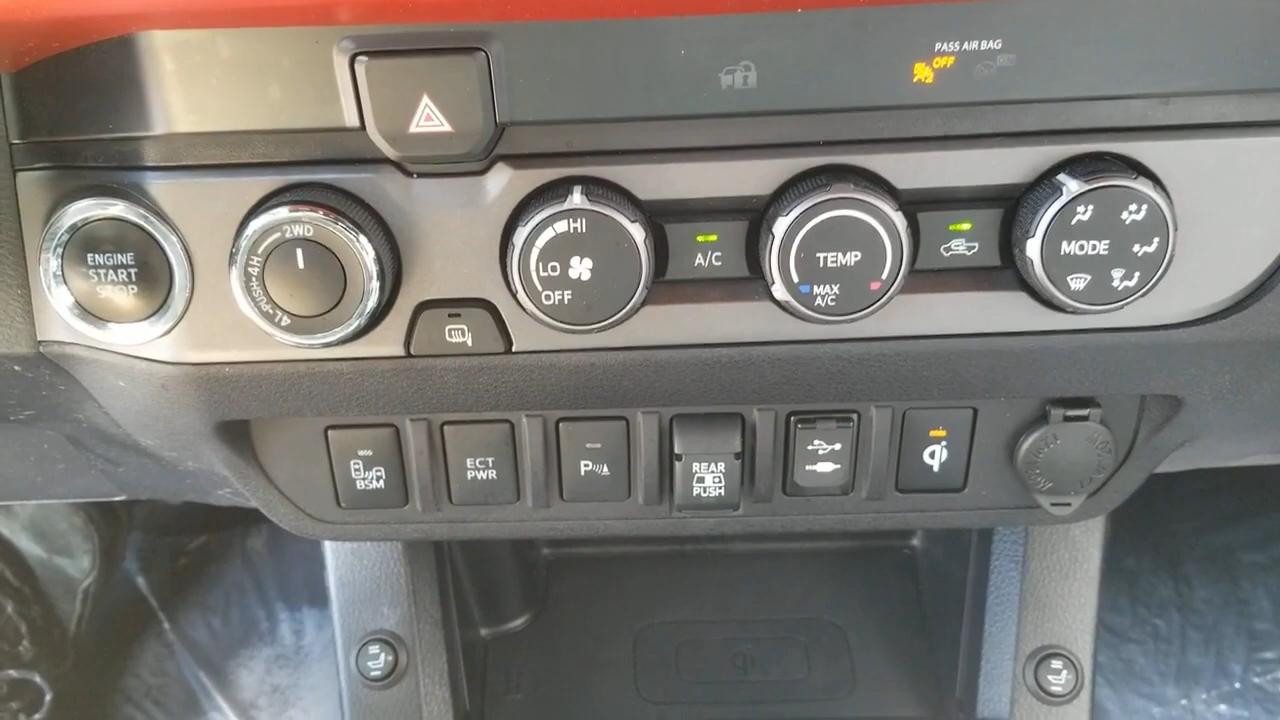 PASS AIR BAG
OFF
ON
ENGINE
START
STOP
2WD
4L-PUSH-4H
HI
LO
OFF
A/C
TEMP
MAX
A/C
MODE
BSM
ECT
PWR
P
REAR
PUSH